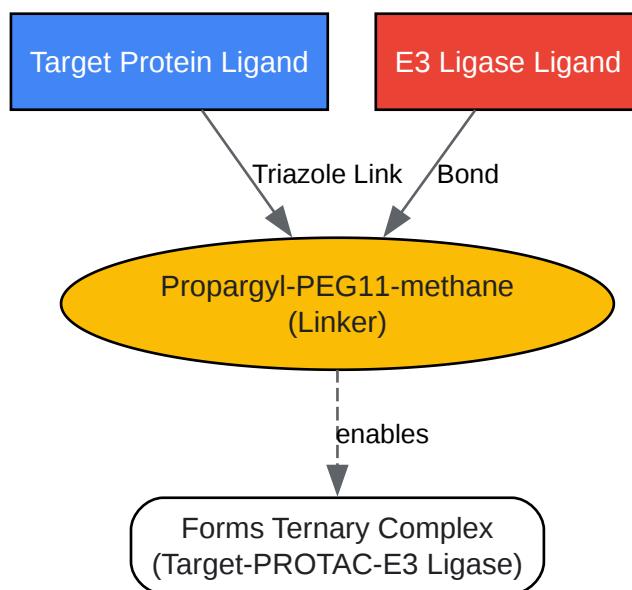 Target Protein Ligand
E3 Ligase Ligand
Triazole Link
Bond
Propargyl-PEG11-methane
(Linker)
enables
Forms Ternary Complex
(Target-PROTAC-E3 Ligase)